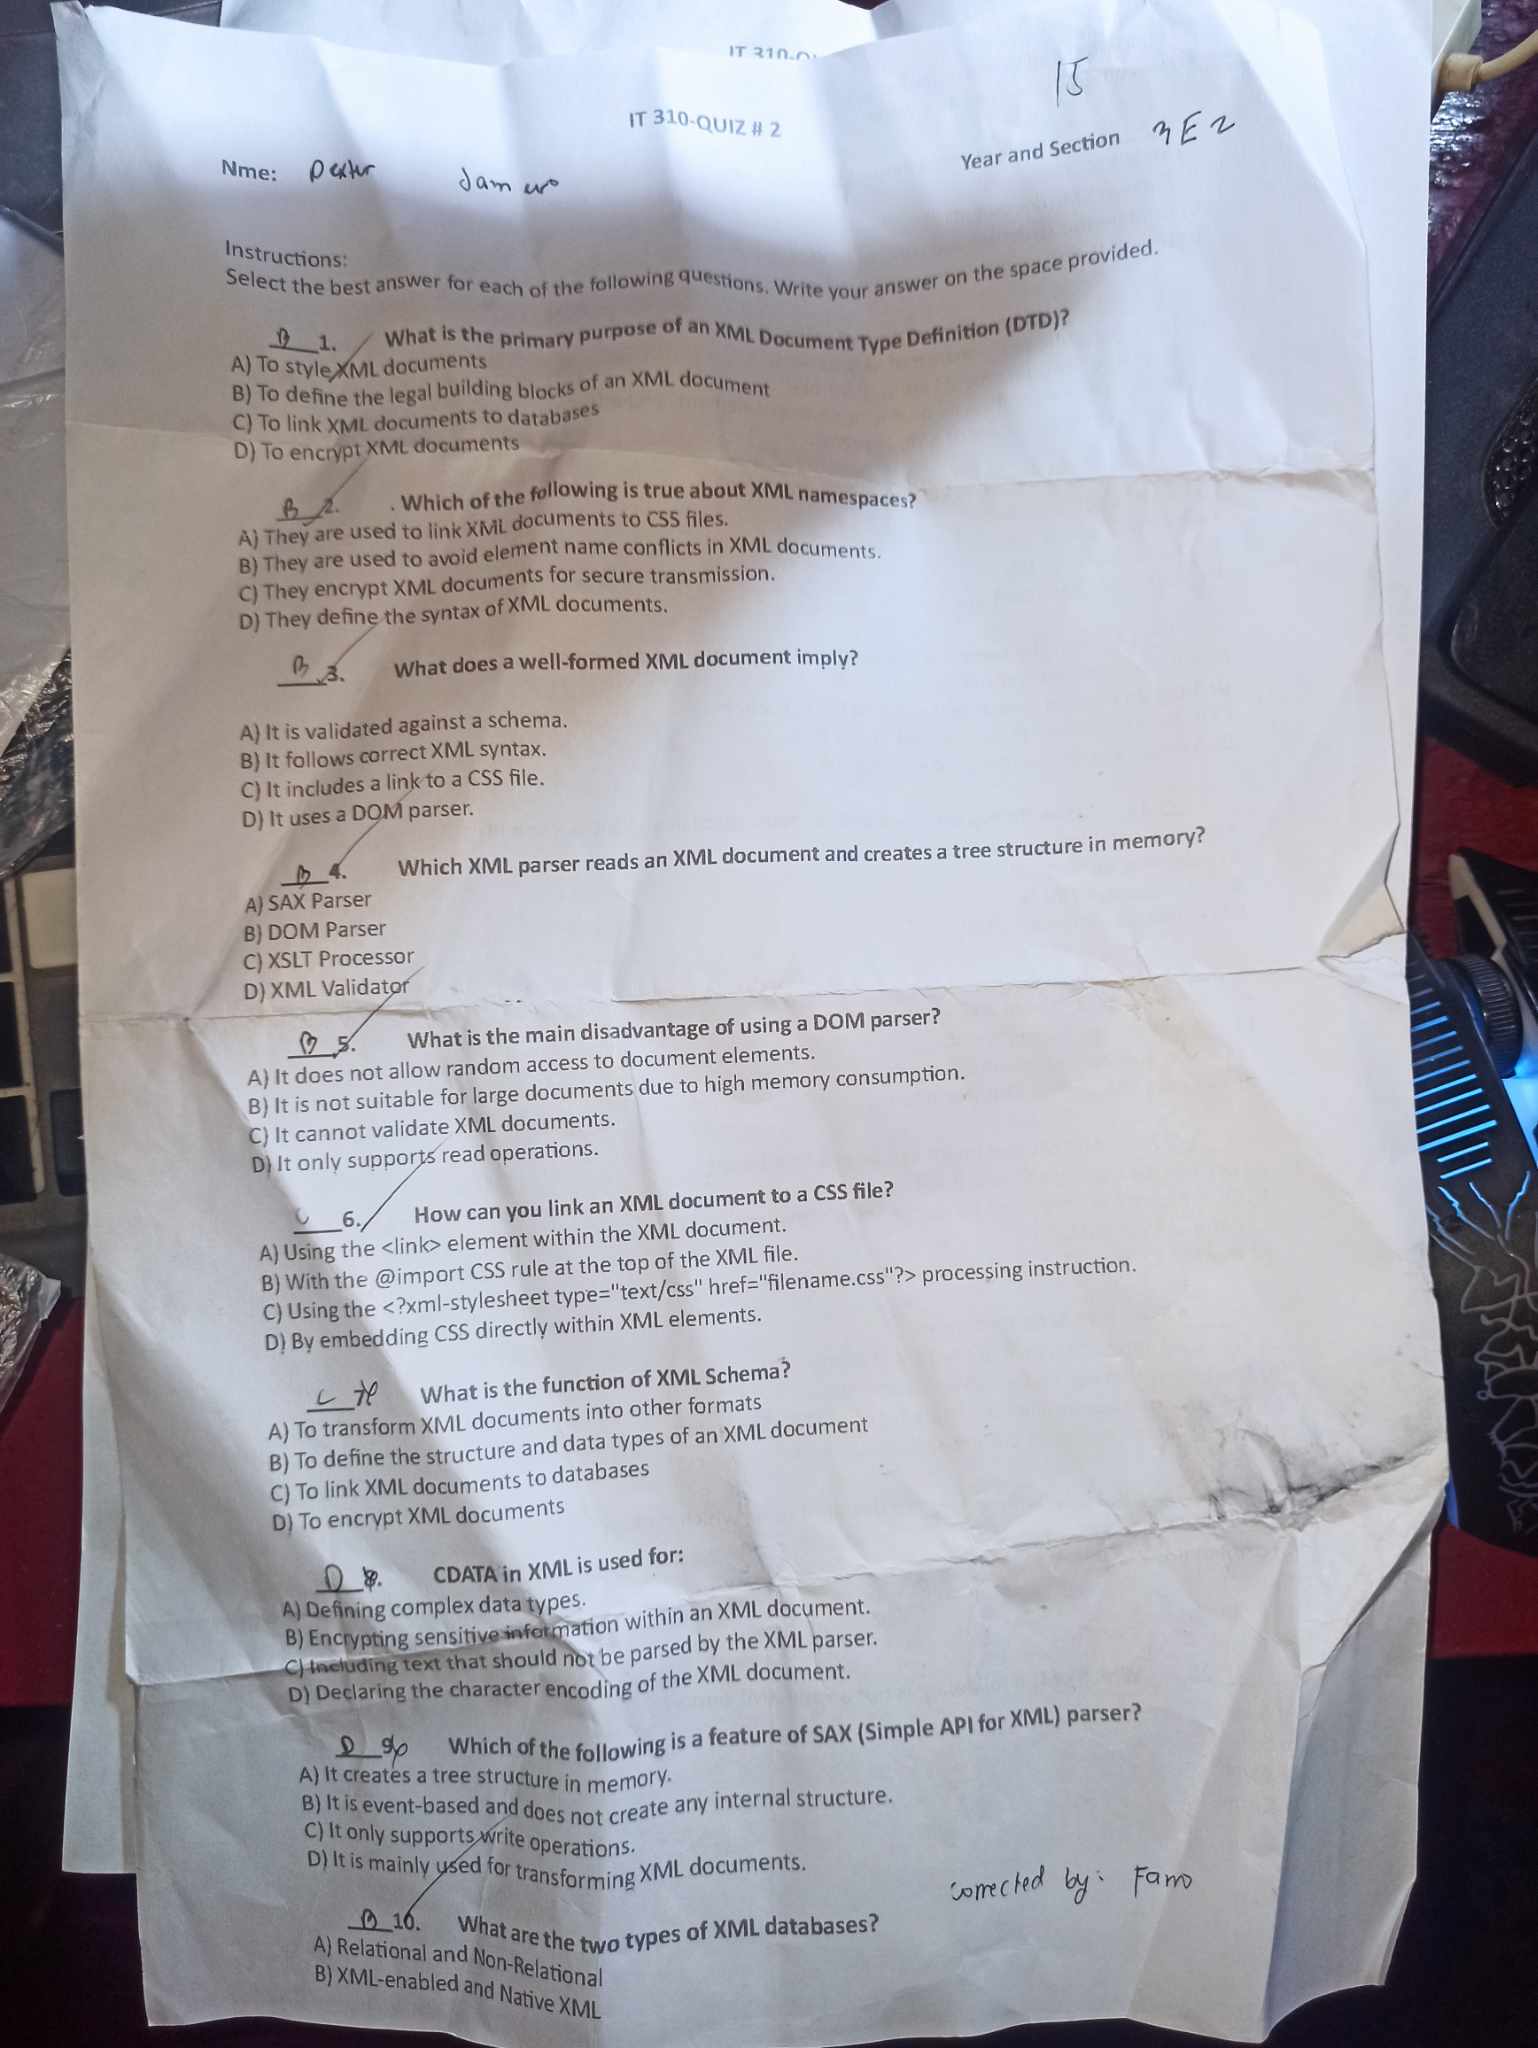 IT 310-QU
15
IT 310-QUIZ # 2
Nme: Dexter Jamero
Year and Section 3E2
Instructions:
Select the best answer for each of the following questions. Write your answer on the space provided.
B 1. What is the primary purpose of an XML Document Type Definition (DTD)?
A) To style XML documents
B) To define the legal building blocks of an XML document
C) To link XML documents to databases
D) To encrypt XML documents
B 2. . Which of the following is true about XML namespaces?
A) They are used to link XML documents to CSS files.
B) They are used to avoid element name conflicts in XML documents.
C) They encrypt XML documents for secure transmission.
D) They define the syntax of XML documents.
B 3. What does a well-formed XML document imply?
A) It is validated against a schema.
B) It follows correct XML syntax.
C) It includes a link to a CSS file.
D) It uses a DOM parser.
B 4. Which XML parser reads an XML document and creates a tree structure in memory?
A) SAX Parser
B) DOM Parser
C) XSLT Processor
D) XML Validator
B 5. What is the main disadvantage of using a DOM parser?
A) It does not allow random access to document elements.
B) It is not suitable for large documents due to high memory consumption.
C) It cannot validate XML documents.
D) It only supports read operations.
C 6. How can you link an XML document to a CSS file?
A) Using the <link> element within the XML document.
B) With the @import CSS rule at the top of the XML file.
C) Using the <?xml-stylesheet type="text/css" href="filename.css"?> processing instruction.
D) By embedding CSS directly within XML elements.
C 7. What is the function of XML Schema?
A) To transform XML documents into other formats
B) To define the structure and data types of an XML document
C) To link XML documents to databases
D) To encrypt XML documents
D 8. CDATA in XML is used for:
A) Defining complex data types.
B) Encrypting sensitive information within an XML document.
C) Including text that should not be parsed by the XML parser.
D) Declaring the character encoding of the XML document.
D 9. Which of the following is a feature of SAX (Simple API for XML) parser?
A) It creates a tree structure in memory.
B) It is event-based and does not create any internal structure.
C) It only supports write operations.
D) It is mainly used for transforming XML documents.
corrected by: Farro
B 10. What are the two types of XML databases?
A) Relational and Non-Relational
B) XML-enabled and Native XML